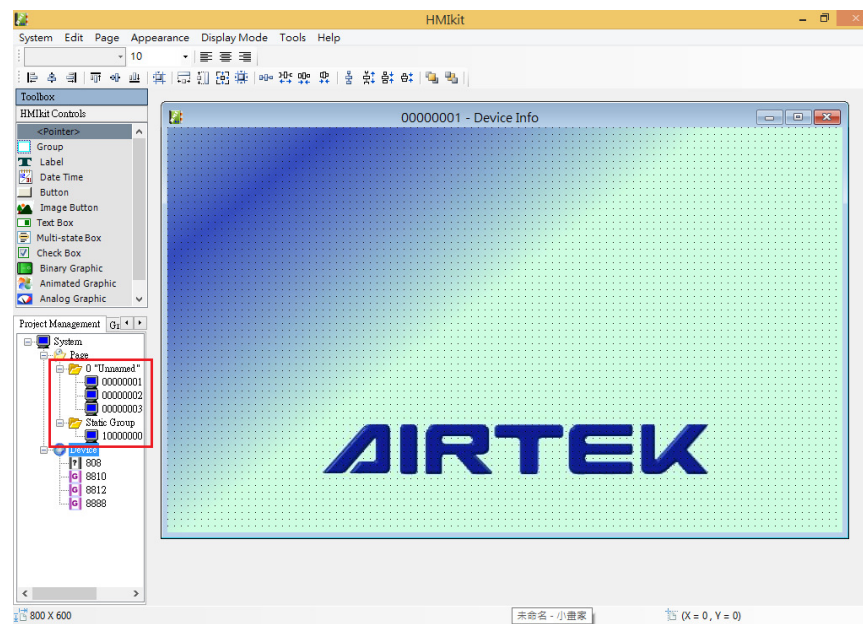 HMIkit
System Edit Page Appearance Display Mode Tools Help
10
Toolbox
HMIkit Controls
<Pointer>
Group
Label
Date Time
Button
Image Button
Text Box
Multi-state Box
Check Box
Binary Graphic
Animated Graphic
Analog Graphic
00000001 - Device Info
AIRTEK
Project Management
System
Page
0 "Unnamed"
00000001
00000002
00000003
Static Group
10000000
Device
808
8810
8812
8888
800 X 600
未命名 - 小畫家
(X = 0 , Y = 0)